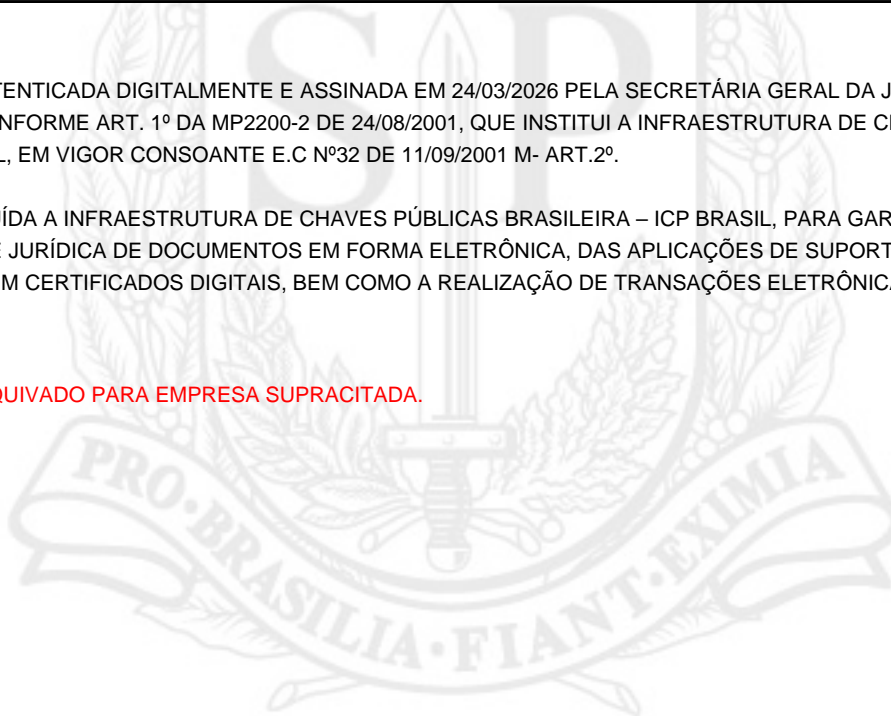 TENTICADA DIGITALMENTE E ASSINADA EM 24/03/2026 PELA SECRETÁRIA GERAL DA J
NFORME ART. 1º DA MP2200-2 DE 24/08/2001, QUE INSTITUI A INFRAESTRUTURA DE C
L, EM VIGOR CONSOANTE E.C Nº32 DE 11/09/2001 M- ART.2º.
ÍDA A INFRAESTRUTURA DE CHAVES PÚBLICAS BRASILEIRA – ICP BRASIL, PARA GAR
E JURÍDICA DE DOCUMENTOS EM FORMA ELETRÔNICA, DAS APLICAÇÕES DE SUPORT
M CERTIFICADOS DIGITAIS, BEM COMO A REALIZAÇÃO DE TRANSAÇÕES ELETRÔNICA
QUIVADO PARA EMPRESA SUPRACITADA.
SP
PRO·BRASILIA·FIANT·EXIMIA